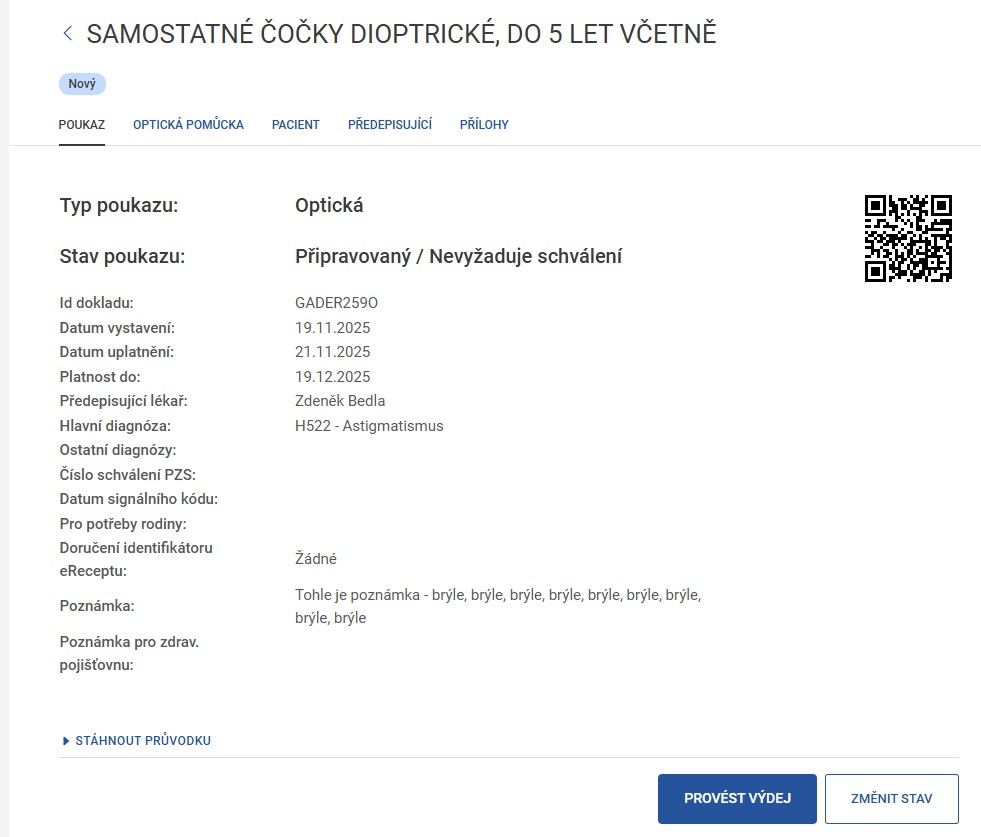 SAMOSTATNÉ ČOČKY DIOPTRICKÉ, DO 5 LET VČETNĚ
Nový
POUKAZ OPTICKÁ POMŮCKA PACIENT PŘEDEPISUJÍCÍ PŘÍLOHY
Typ poukazu: Optická
Stav poukazu: Připravovaný / Nevyžaduje schválení
Id dokladu: GADER259O
Datum vystavení: 19.11.2025
Datum uplatnění: 21.11.2025
Platnost do: 19.12.2025
Předepisující lékař: Zdeněk Bedla
Hlavní diagnóza: H522 - Astigmatismus
Ostatní diagnózy:
Číslo schválení PZS:
Datum signálního kódu:
Pro potřeby rodiny:
Doručení identifikátoru
eReceptu: Žádné
Poznámka: Tohle je poznámka - brýle, brýle, brýle, brýle, brýle, brýle, brýle,
brýle, brýle
Poznámka pro zdrav.
pojišťovnu:
STÁHNOUT PRŮVODKU
PROVÉST VÝDEJ ZMĚNIT STAV